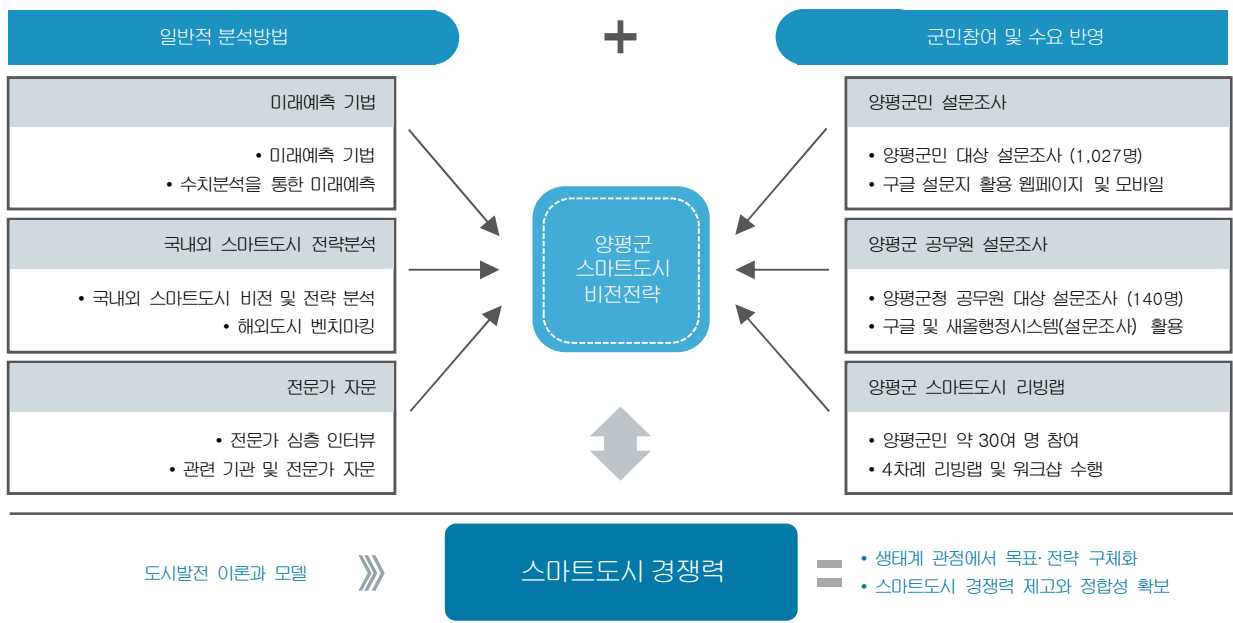 일반적 분석방법
+
군민참여 및 수요 반영
미래예측 기법
• 미래예측 기법
• 수치분석을 통한 미래예측
국내외 스마트도시 전략분석
• 국내외 스마트도시 비전 및 전략 분석
• 해외도시 벤치마킹
전문가 자문
• 전문가 심층 인터뷰
• 관련 기관 및 전문가 자문
양평군
스마트도시
비전전략
양평군민 설문조사
• 양평군민 대상 설문조사 (1,027명)
• 구글 설문지 활용 웹페이지 및 모바일
양평군 공무원 설문조사
• 양평군청 공무원 대상 설문조사 (140명)
• 구글 및 새올행정시스템(설문조사) 활용
양평군 스마트도시 리빙랩
• 양평군민 약 30여 명 참여
• 4차례 리빙랩 및 워크샵 수행
도시발전 이론과 모델
스마트도시 경쟁력
=
• 생태계 관점에서 목표·전략 구체화
• 스마트도시 경쟁력 제고와 정합성 확보